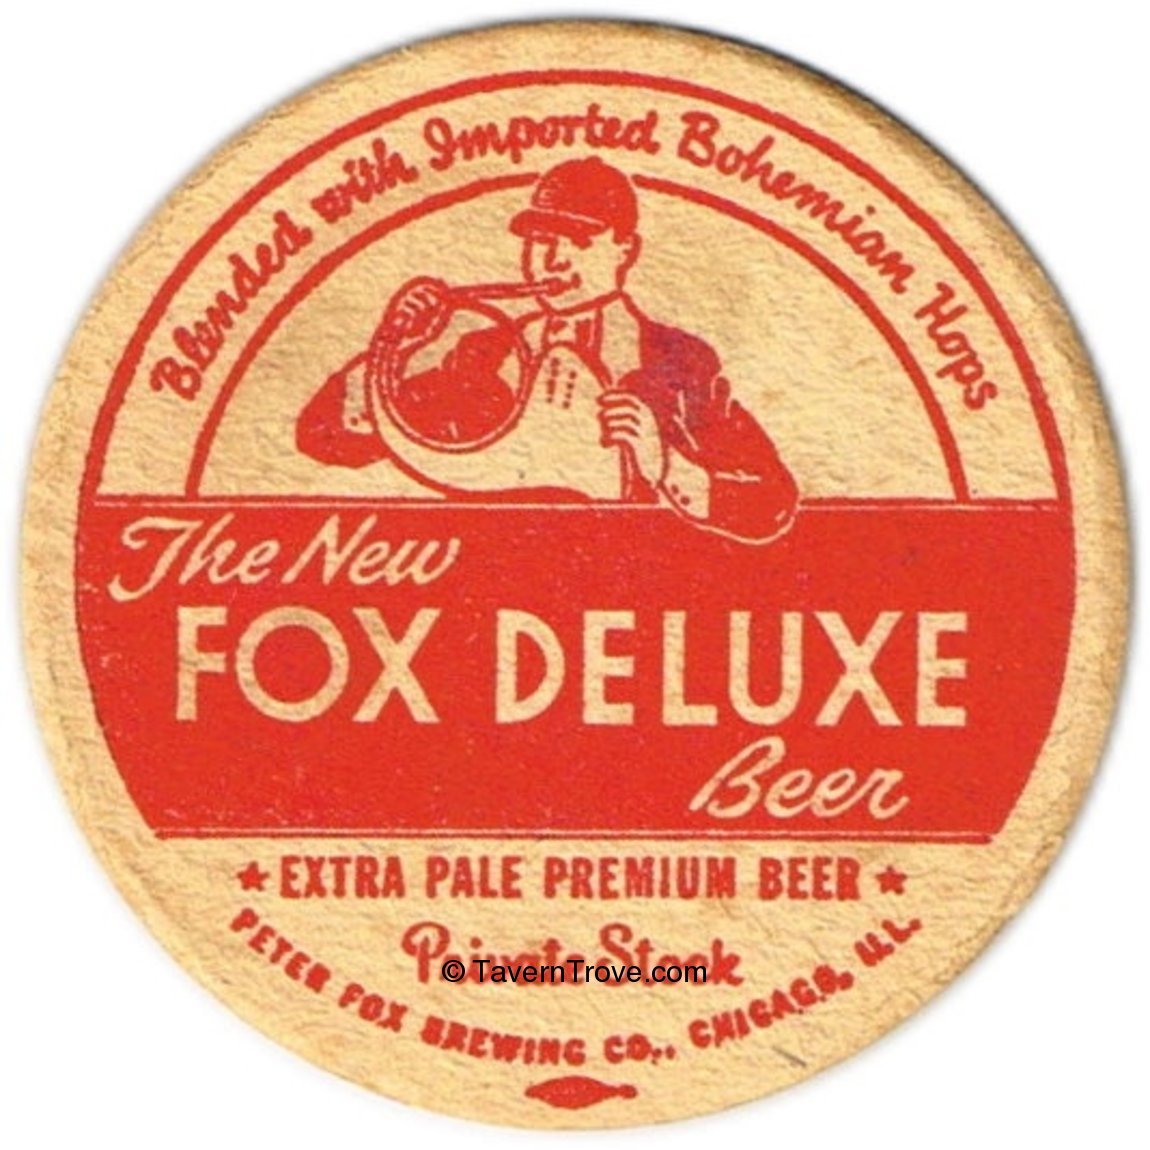 Blended with Imported Bohemian Hops
The New
FOX DELUXE
Beer
★ EXTRA PALE PREMIUM BEER ★
Private Stock
© TavernTrove.com
PETER FOX BREWING CO., CHICAGO, ILL.